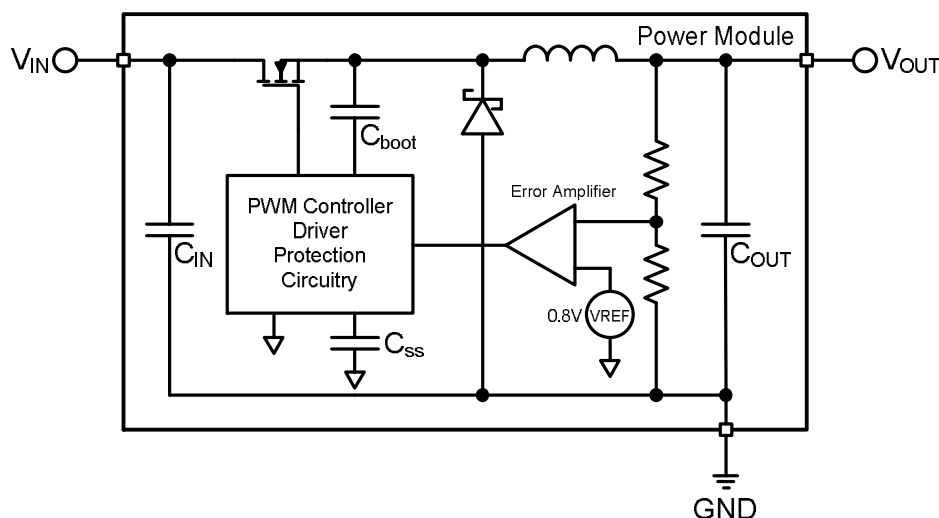 Power Module
VIN
VOUT
Cboot
Error Amplifier
PWM Controller
Driver
Protection
Circuitry
CIN
COUT
0.8V
VREF
Css
GND